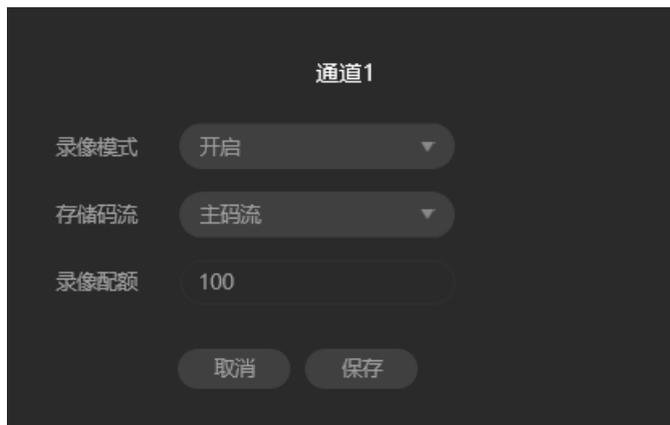 通道1
录像模式 开启
存储码流 主码流
录像配额 100
取消 保存